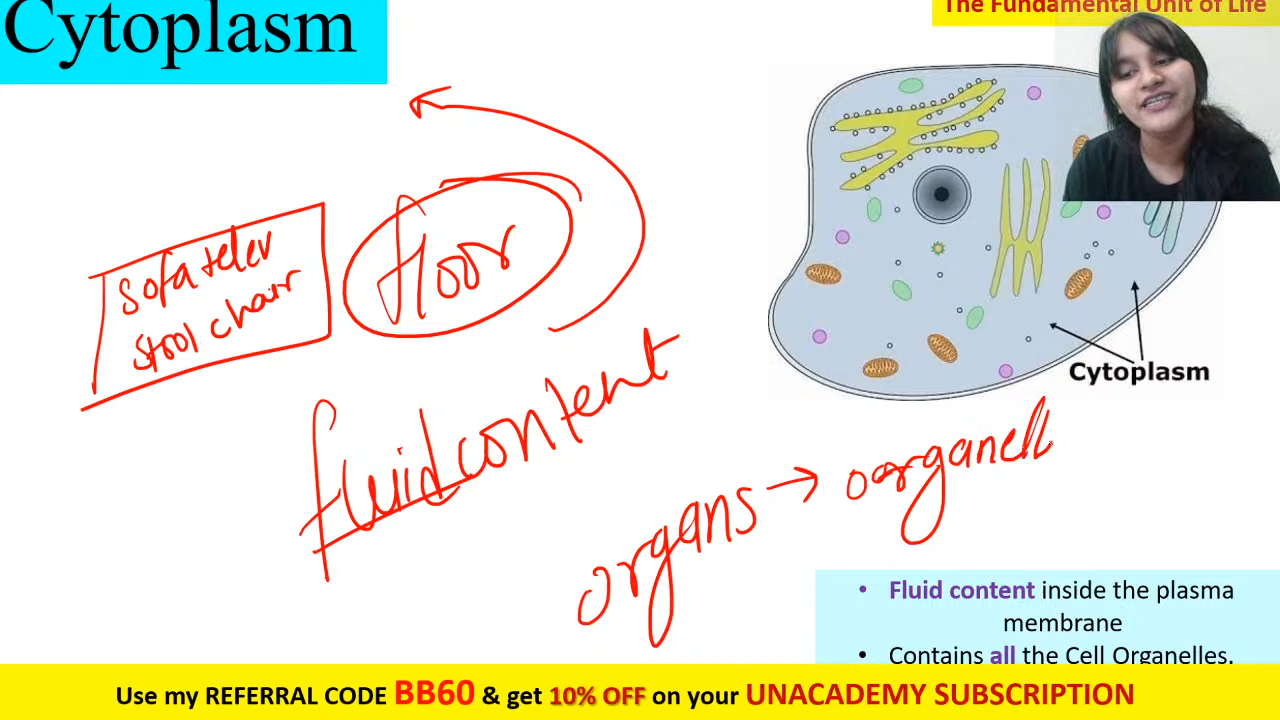 Cytoplasm
The Fundamental Unit of Life
sofa telev
stool chair
floor
fluid content
Cytoplasm
organs → oorganell
• Fluid content inside the plasma
membrane
• Contains all the Cell Organelles.
Use my REFERRAL CODE BB60 & get 10% OFF on your UNACADEMY SUBSCRIPTION